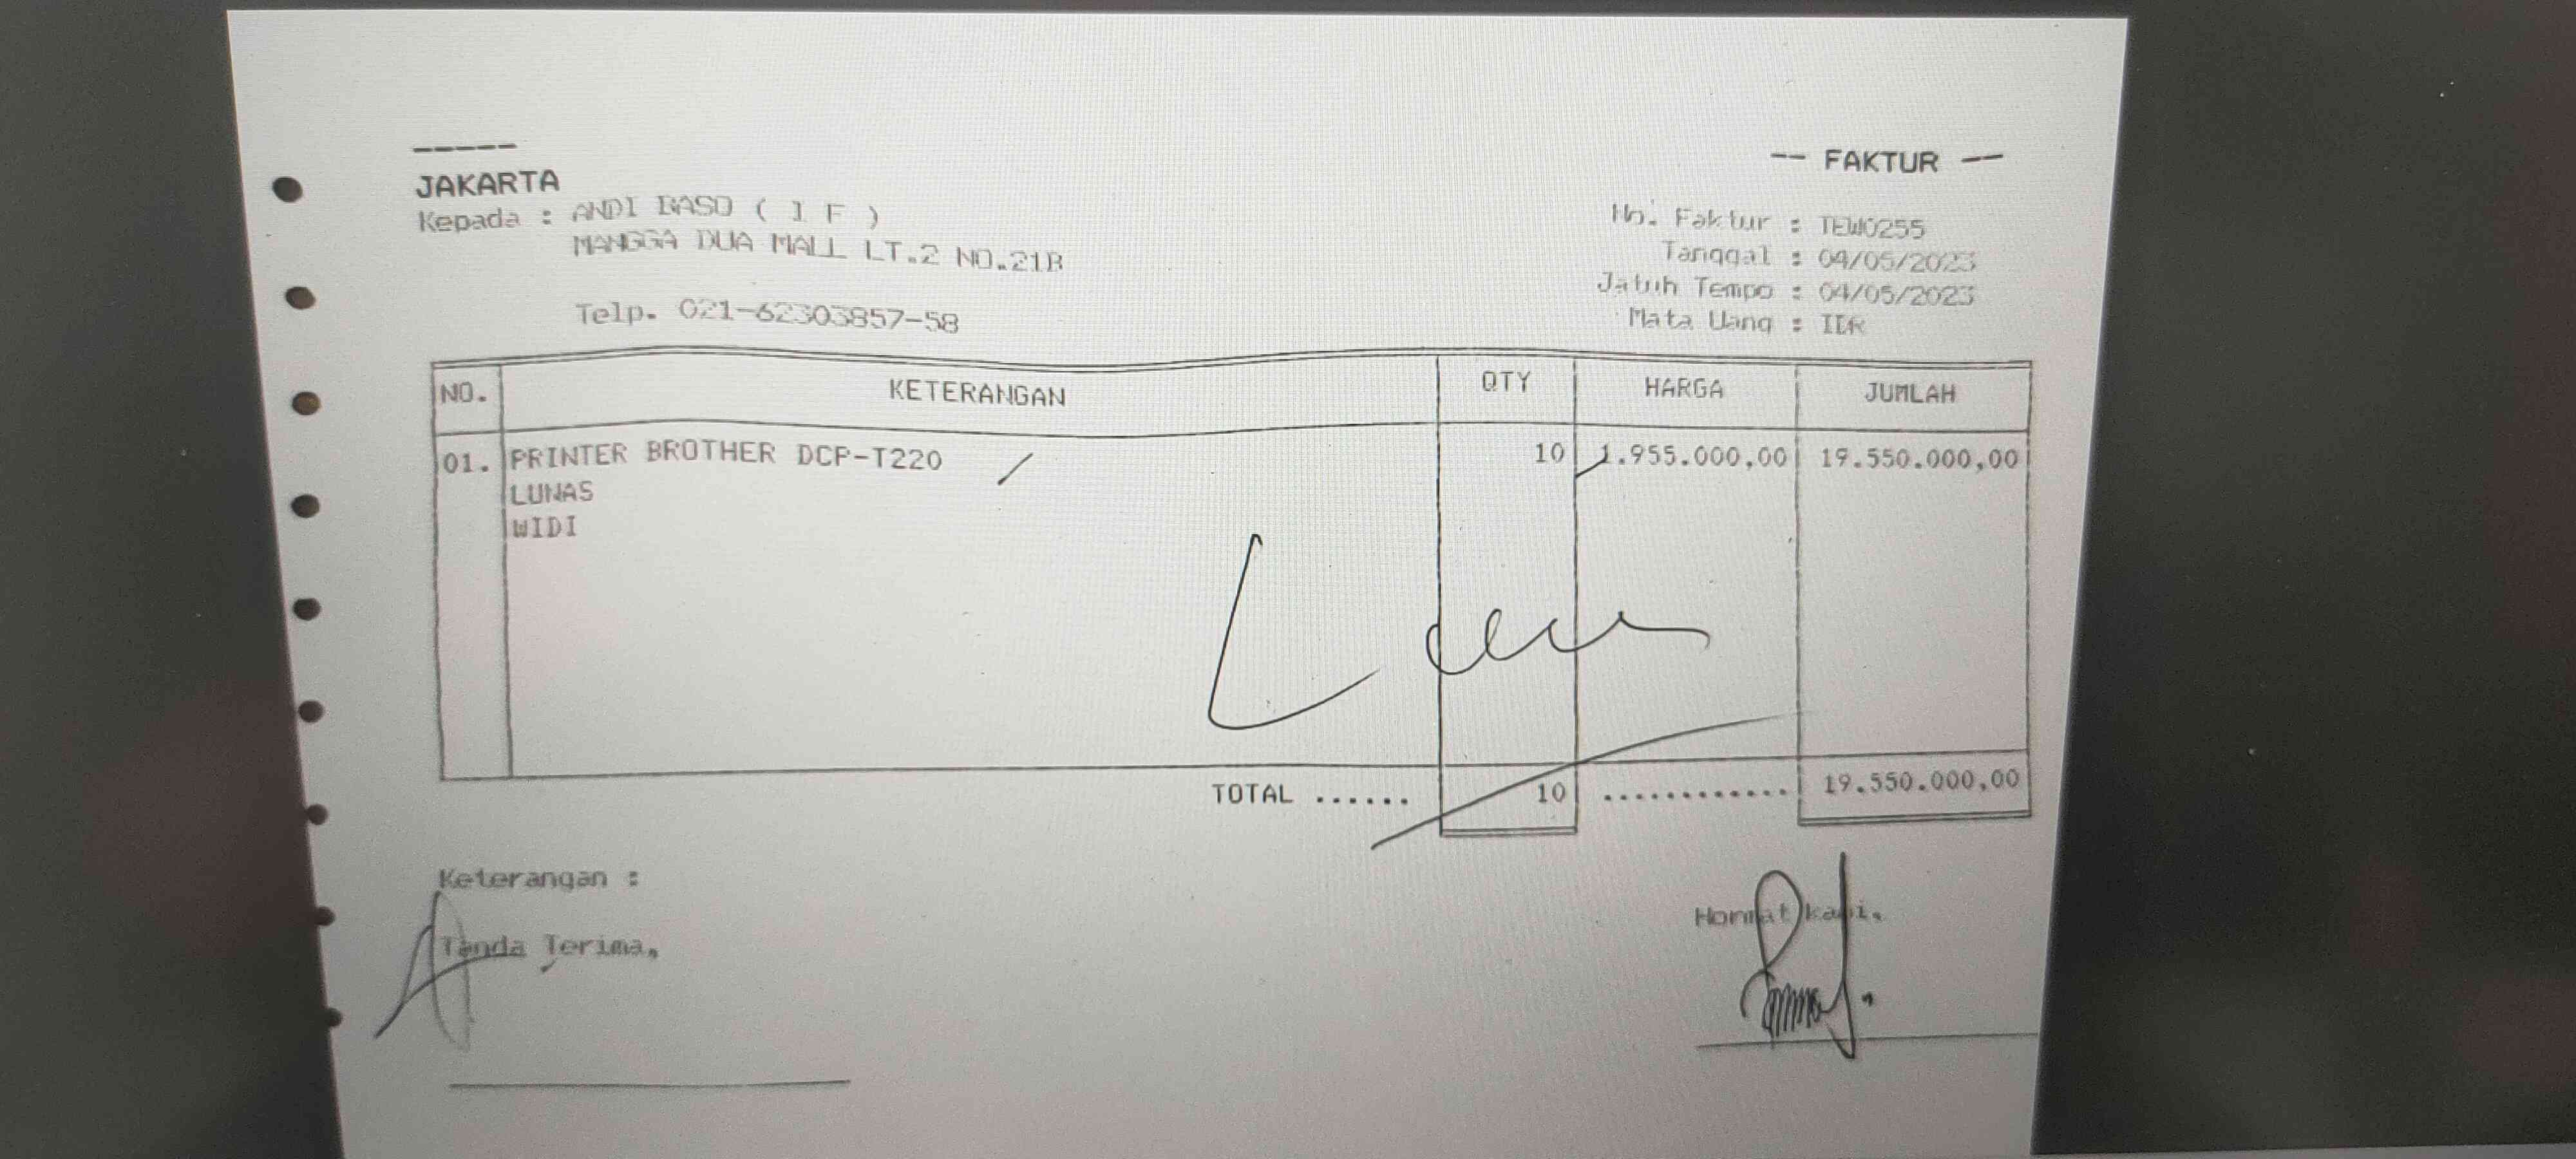 -----
JAKARTA
-- FAKTUR --
Kepada : ANDI BASO ( I F )
MANGGA DUA MALL LT.2 NO.21B
Telp. 021-62303857-58
No. Faktur : TEW0255
Tanggal : 04/05/2023
Jatuh Tempo : 04/05/2023
Mata Uang : IDR
NO. KETERANGAN QTY HARGA JUMLAH
01. PRINTER BROTHER DCP-T220 10 1.955.000,00 19.550.000,00
LUNAS
WIDI
TOTAL ...... 10 ............ 19.550.000,00
Keterangan :
Tanda Terima,
Hormat kami.